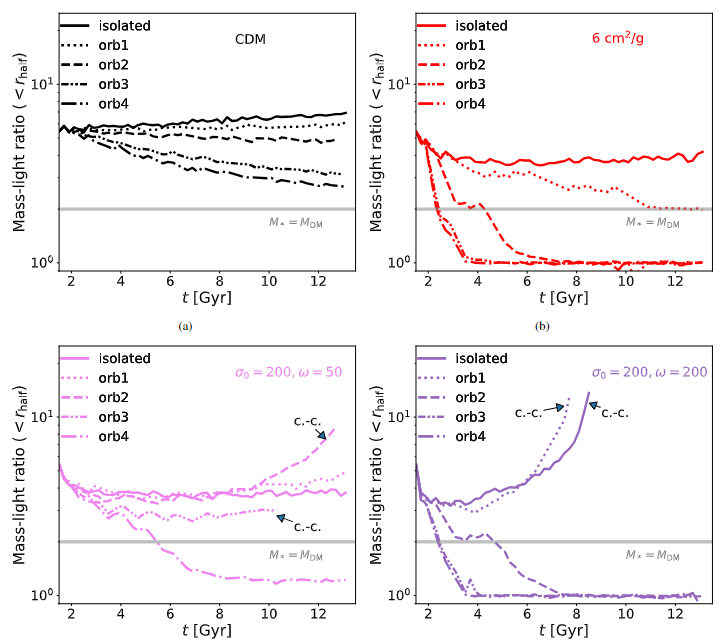 isolated
orb1
orb2
orb3
orb4
CDM
Mass-light ratio (< r_half)
10^1
10^0
M_* = M_DM
2 4 6 8 10 12
t [Gyr]
(a)
isolated
orb1
orb2
orb3
orb4
6 cm^2/g
Mass-light ratio (< r_half)
10^1
10^0
M_* = M_DM
2 4 6 8 10 12
t [Gyr]
(b)
isolated
orb1
orb2
orb3
orb4
σ_0 = 200, ω = 50
c.-c.
c.-c.
Mass-light ratio (< r_half)
10^1
10^0
M_* = M_DM
2 4 6 8 10 12
t [Gyr]
isolated
orb1
orb2
orb3
orb4
σ_0 = 200, ω = 200
c.-c.
c.-c.
Mass-light ratio (< r_half)
10^1
10^0
M_* = M_DM
2 4 6 8 10 12
t [Gyr]